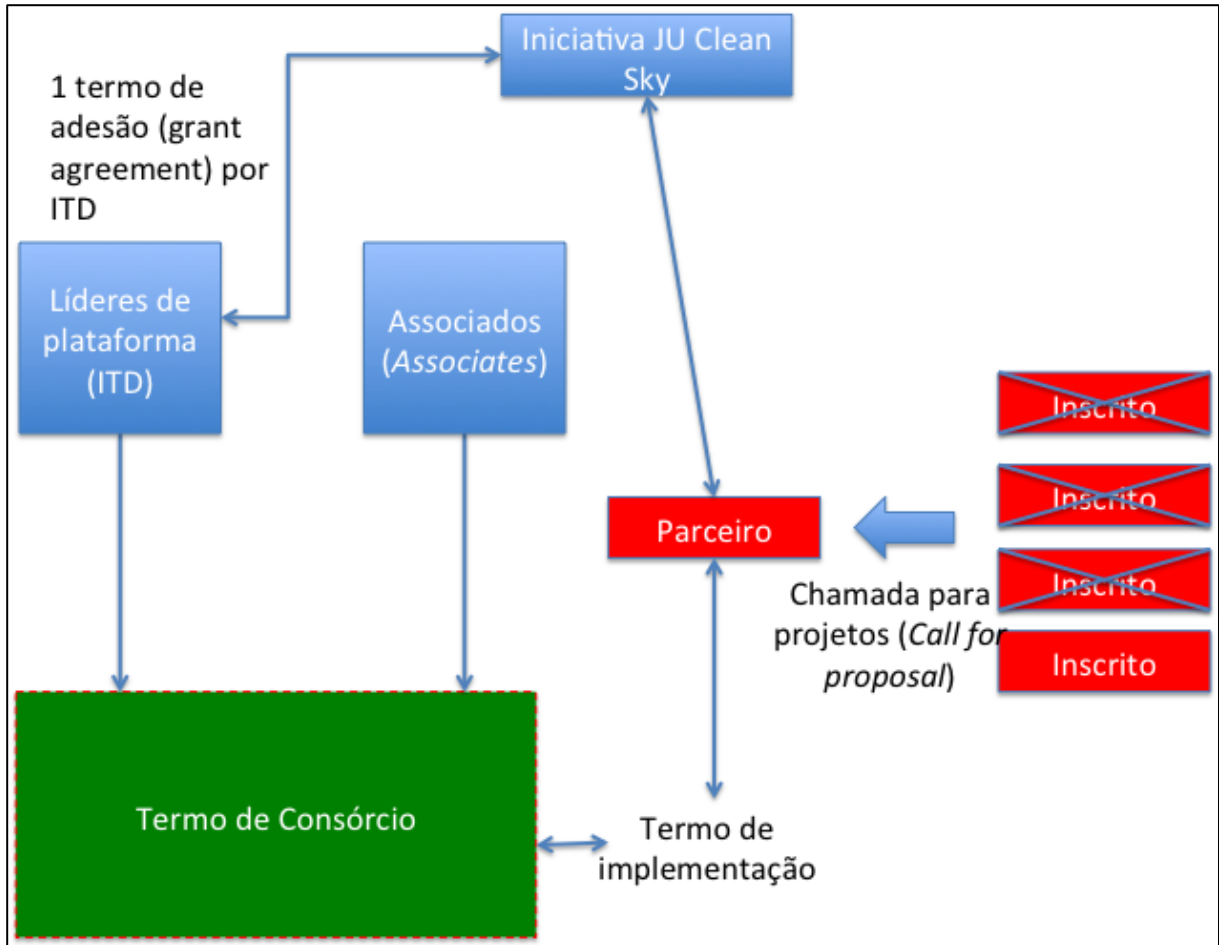 Iniciativa JU Clean
Sky
1 termo de
adesão (grant
agreement) por
ITD
Líderes de
plataforma
(ITD)
Associados
(Associates)
Inscrito
Inscrito
Inscrito
Inscrito
Parceiro
Chamada para
projetos (Call for
proposal)
Termo de Consórcio
Termo de
implementação